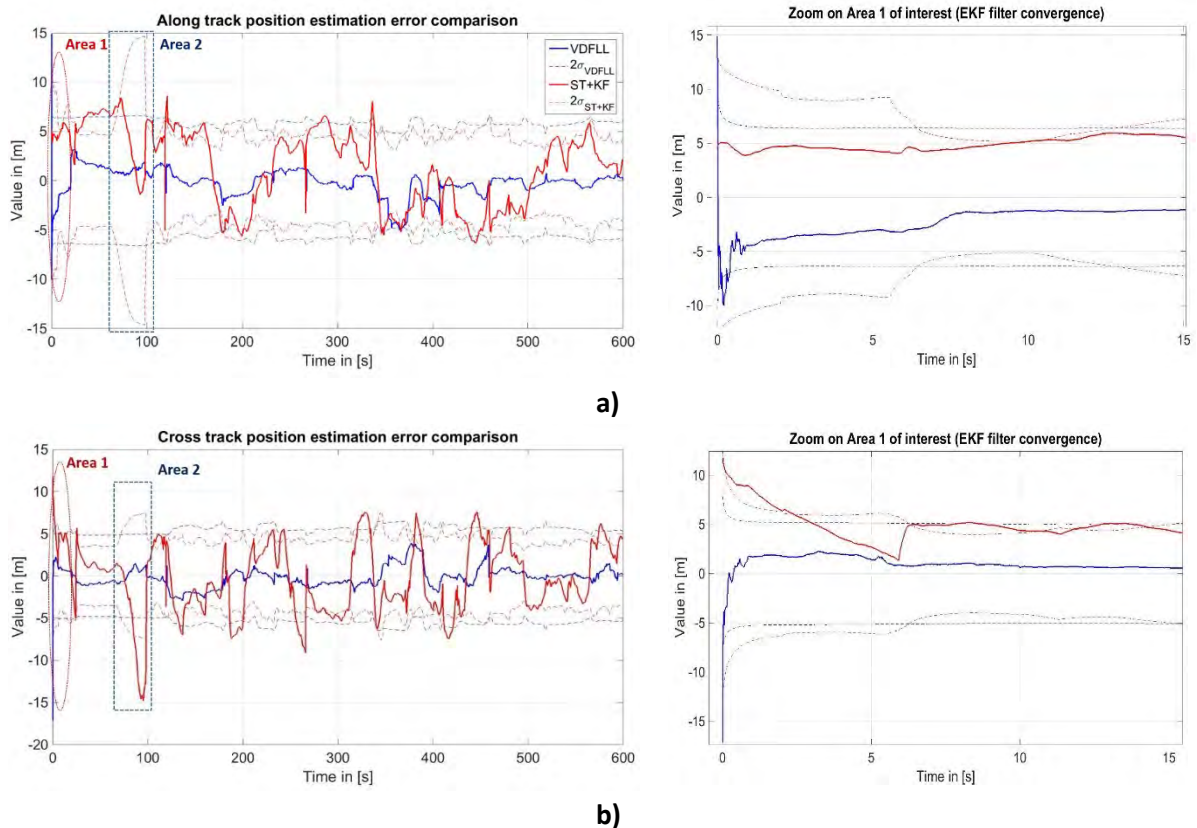 Along track position estimation error comparison
Area 1
Area 2
VDFLL
2σVDFLL
ST+KF
2σST+KF
15
10
5
0
-5
-10
-15
Value in [m]
0
100
200
300
400
500
600
Time in [s]
Zoom on Area 1 of interest (EKF filter convergence)
15
10
5
0
-5
-10
Value in [m]
0
5
10
15
Time in [s]
a)
Cross track position estimation error comparison
Area 1
Area 2
15
10
5
0
-5
-10
-15
-20
Value in [m]
0
100
200
300
400
500
600
Time in [s]
Zoom on Area 1 of interest (EKF filter convergence)
10
5
0
-5
-10
-15
Value in [m]
0
5
10
15
Time in [s]
b)